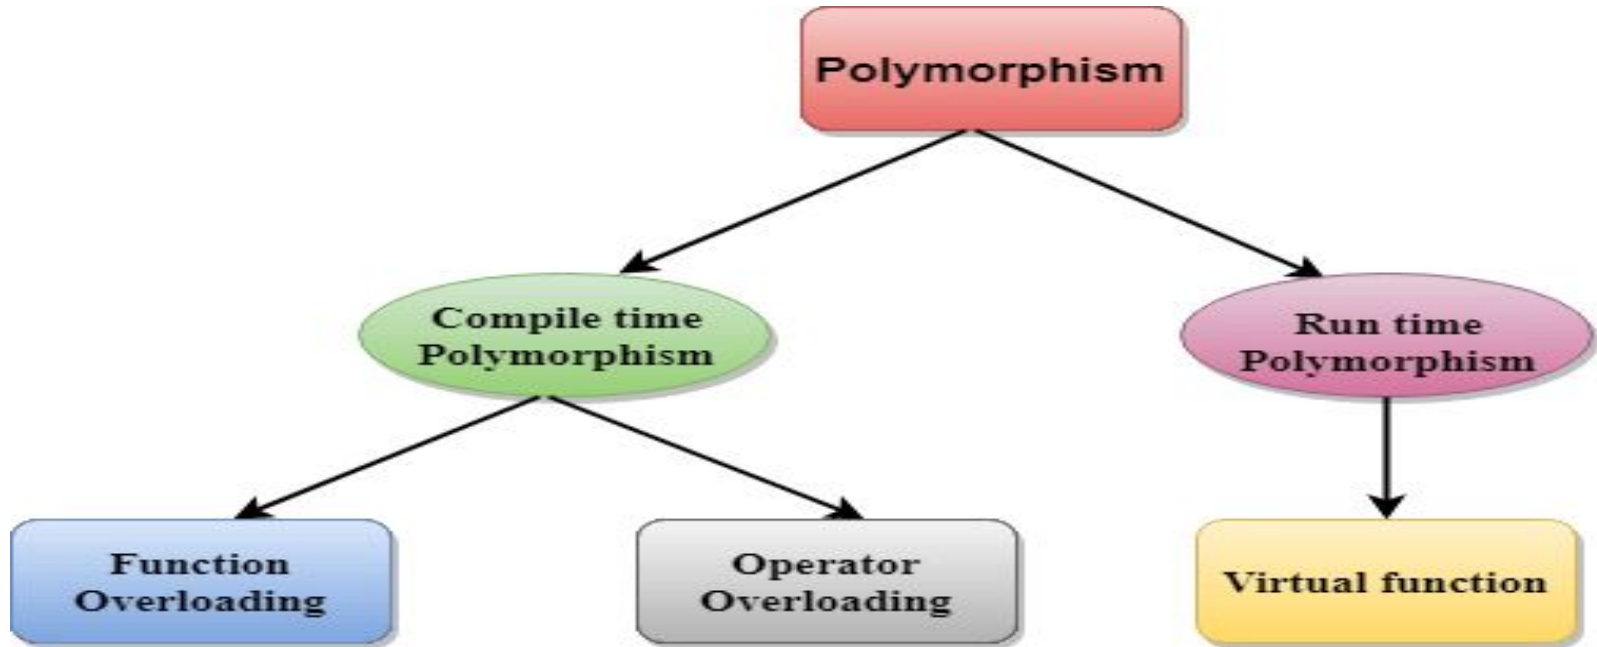 Polymorphism
Compile time
Polymorphism
Run time
Polymorphism
Function
Overloading
Operator
Overloading
Virtual function